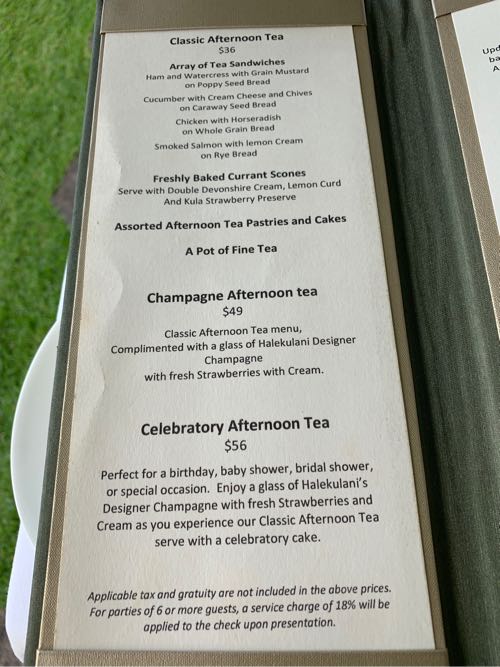 Classic Afternoon Tea
$36
Array of Tea Sandwiches
Ham and Watercress with Grain Mustard
on Poppy Seed Bread
Cucumber with Cream Cheese and Chives
on Caraway Seed Bread
Chicken with Horseradish
on Whole Grain Bread
Smoked Salmon with lemon Cream
on Rye Bread
Freshly Baked Currant Scones
Serve with Double Devonshire Cream, Lemon Curd
And Kula Strawberry Preserve
Assorted Afternoon Tea Pastries and Cakes
A Pot of Fine Tea
Champagne Afternoon tea
$49
Classic Afternoon Tea menu,
Complimented with a glass of Halekulani Designer
Champagne
with fresh Strawberries with Cream.
Celebratory Afternoon Tea
$56
Perfect for a birthday, baby shower, bridal shower,
or special occasion. Enjoy a glass of Halekulani's
Designer Champagne with fresh Strawberries and
Cream as you experience our Classic Afternoon Tea
serve with a celebratory cake.
Applicable tax and gratuity are not included in the above prices.
For parties of 6 or more guests, a service charge of 18% will be
applied to the check upon presentation.